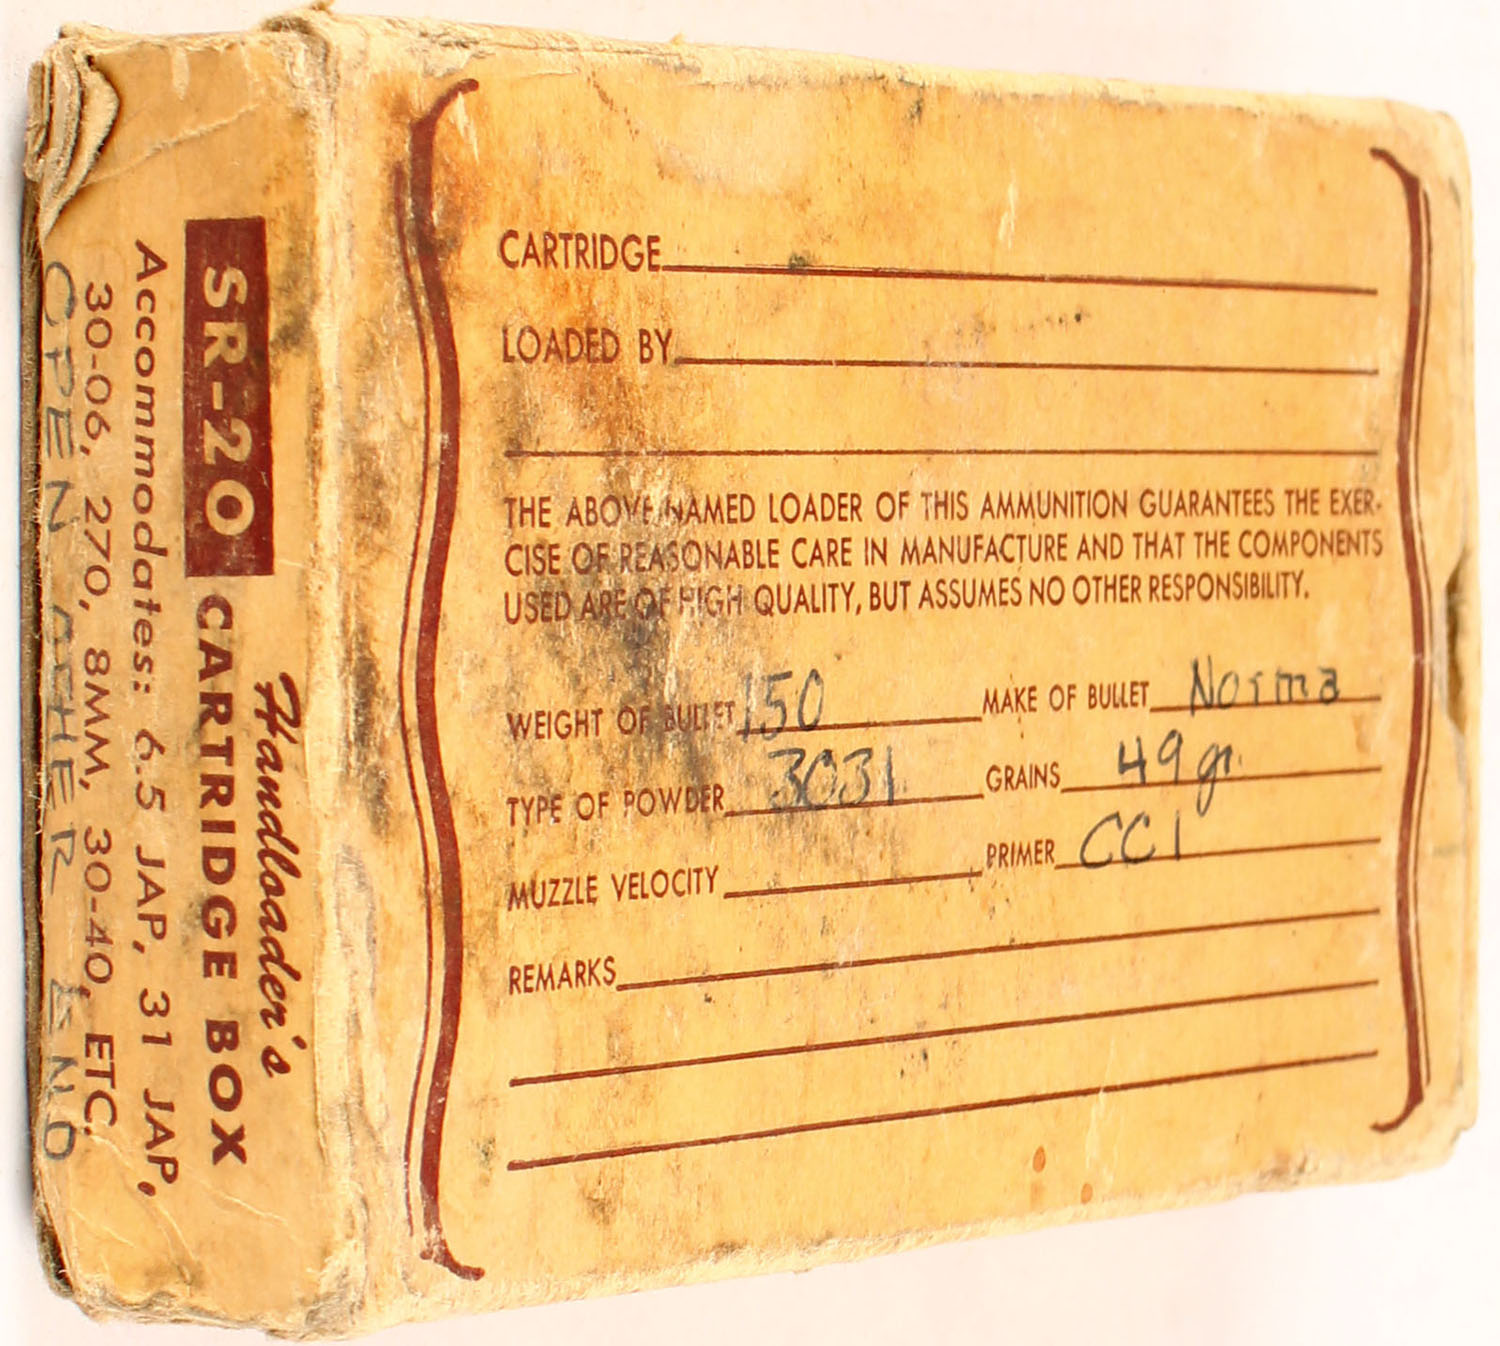 CARTRIDGE
LOADED BY
THE ABOVE NAMED LOADER OF THIS AMMUNITION GUARANTEES THE EXER-
CISE OF REASONABLE CARE IN MANUFACTURE AND THAT THE COMPONENTS
USED ARE OF HIGH QUALITY, BUT ASSUMES NO OTHER RESPONSIBILITY.
WEIGHT OF BULLET 150 MAKE OF BULLET Norma
TYPE OF POWDER 3031 GRAINS 49 gr.
MUZZLE VELOCITY PRIMER CCI
REMARKS
Handloader's
SR-20 CARTRIDGE BOX
Accommodates: 6.5 JAP, 31 JAP,
30-06, 270, 8MM, 30-40, ETC.
OPEN OTHER END